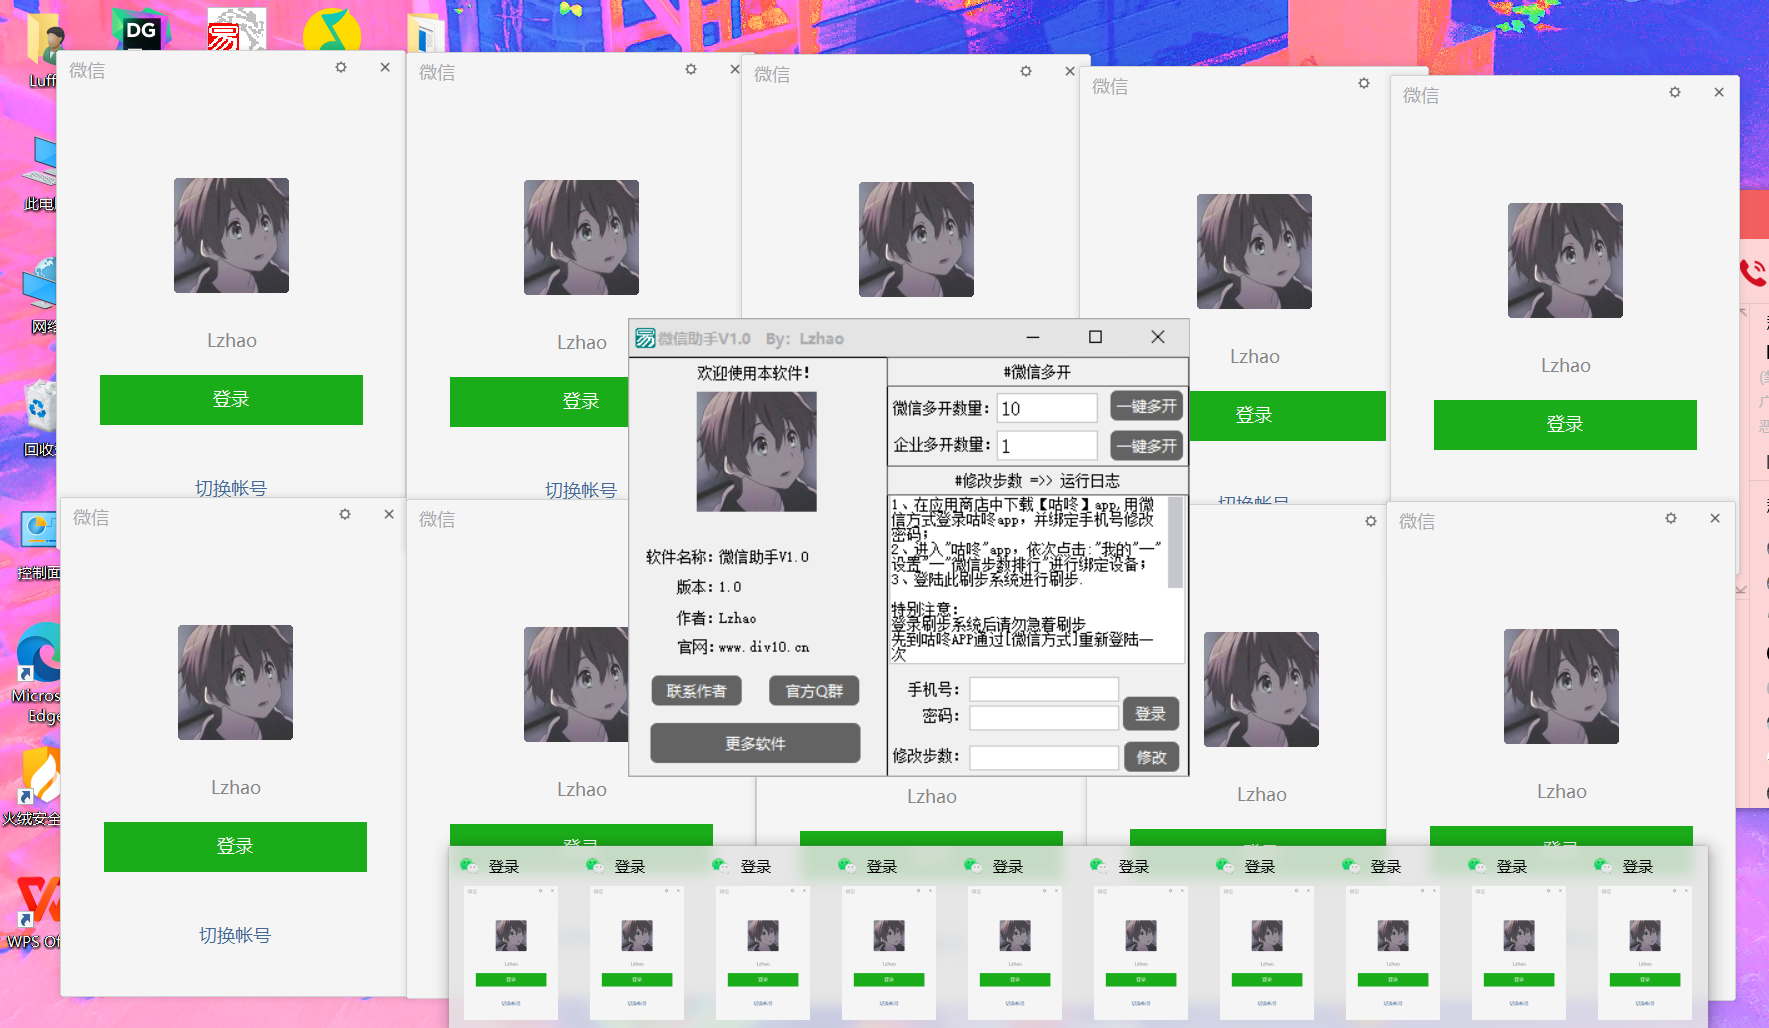 DG
Luff
此电
网络
回收
控制面
Micros
Edge
火绒安全
WPS Of
微信
Lzhao
登录
切换帐号
微信
Lzhao
登录
切换帐号
微信
微信
Lzhao
登录
切换帐号
微信
Lzhao
登录
微信
Lzhao
登录
切换帐号
微信
Lzhao
登录
Lzhao
Lzhao
登录
微信
Lzhao
登录
微信助手V1.0 By: Lzhao
欢迎使用本软件!
软件名称: 微信助手V1.0
版本: 1.0
作者: Lzhao
官网: www.div10.cn
联系作者
官方Q群
更多软件
#微信多开
微信多开数量: 10 一键多开
企业多开数量: 1 一键多开
#修改步数 =>> 运行日志
1、在应用商店中下载【咕咚】app,用微
信方式登录咕咚app，并绑定手机号修改
密码；
2、进入"咕咚"app，依次点击:"我的"—"
设置"—"微信步数排行"进行绑定设备；
3、登陆此刷步系统进行刷步.
特别注意：
登录刷步系统后请勿急着刷步
先到咕咚APP通过[微信方式]重新登陆一
次
手机号:
密码:
登录
修改步数:
修改
登录
登录
登录
登录
登录
登录
登录
登录
登录
登录